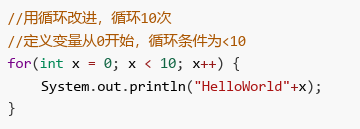 //用循环改进，循环10次
//定义变量从0开始，循环条件为<10
for(int x = 0; x < 10; x++) {
    System.out.println("HelloWorld"+x);
}